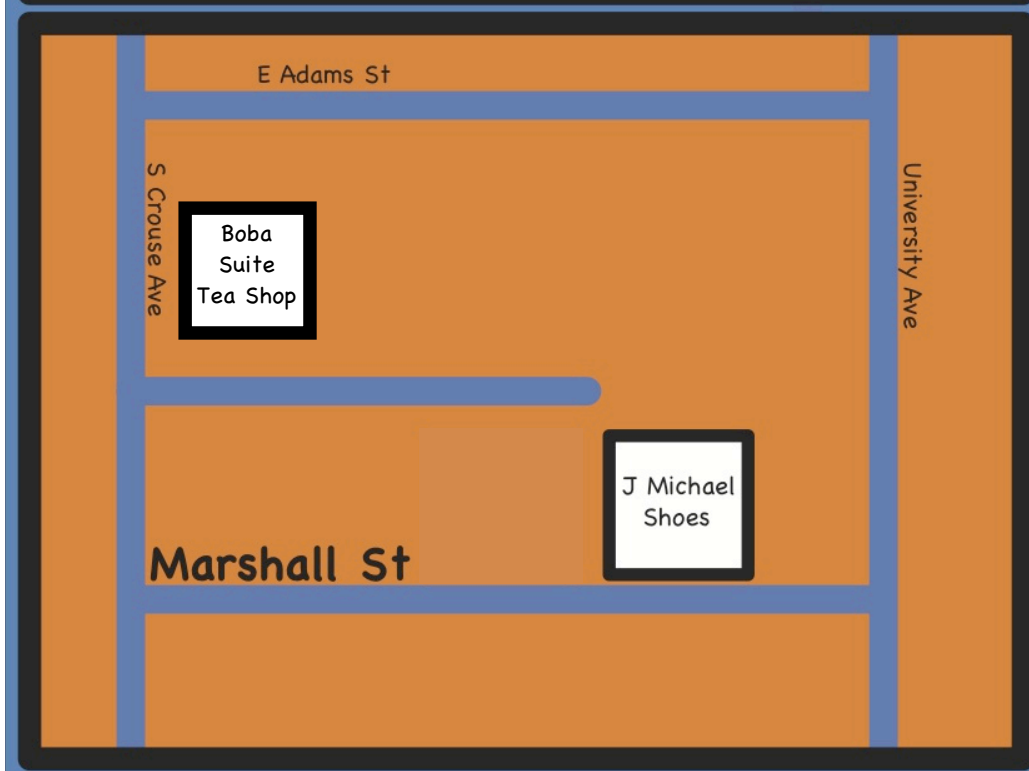 E Adams St
S Crouse Ave
University Ave
Boba
Suite
Tea Shop
J Michael
Shoes
Marshall St